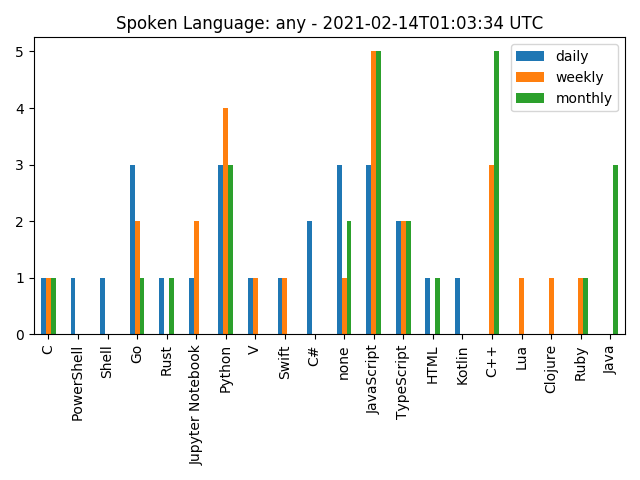 Spoken Language: any - 2021-02-14T01:03:34 UTC
daily
weekly
monthly
5
4
3
2
1
0
C
PowerShell
Shell
Go
Rust
Jupyter Notebook
Python
V
Swift
C#
none
JavaScript
TypeScript
HTML
Kotlin
C++
Lua
Clojure
Ruby
Java